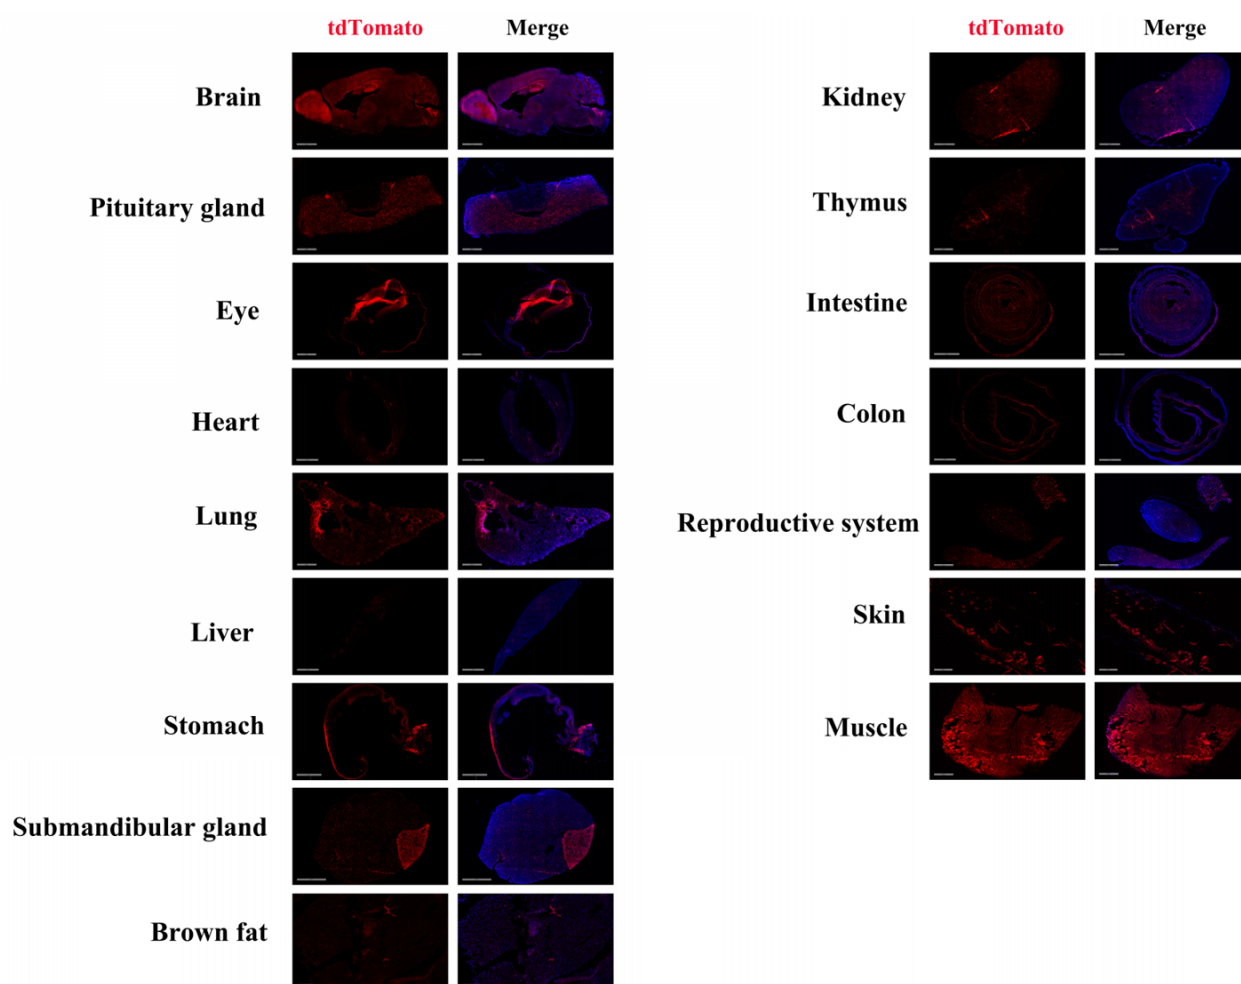 tdTomato Merge
Brain
Pituitary gland
Eye
Heart
Lung
Liver
Stomach
Submandibular gland
Brown fat
tdTomato Merge
Kidney
Thymus
Intestine
Colon
Reproductive system
Skin
Muscle